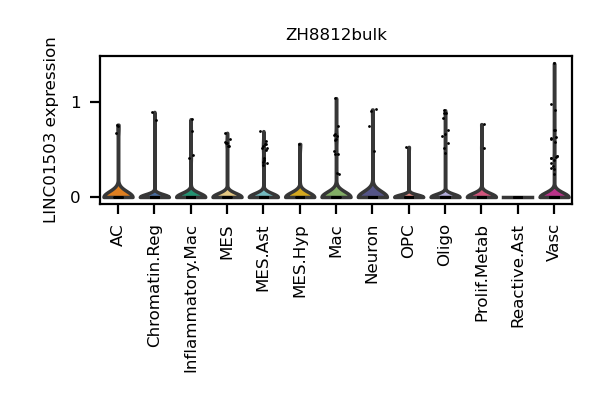 ZH8812bulk
LINC01503 expression
1
0
AC
Chromatin.Reg
Inflammatory.Mac
MES
MES.Ast
MES.Hyp
Mac
Neuron
OPC
Oligo
Prolif.Metab
Reactive.Ast
Vasc